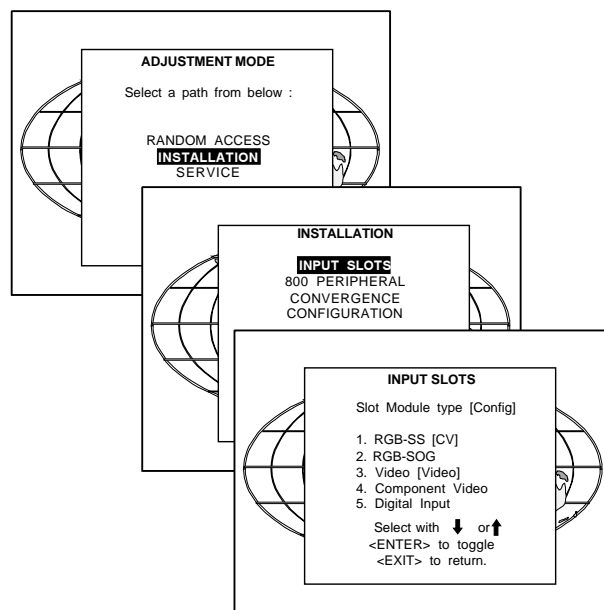 ADJUSTMENT MODE
Select a path from below :
RANDOM ACCESS
INSTALLATION
SERVICE
INSTALLATION
INPUT SLOTS
800 PERIPHERAL
CONVERGENCE
CONFIGURATION
INPUT SLOTS
Slot Module type [Config]
1. RGB-SS [CV]
2. RGB-SOG
3. Video [Video]
4. Component Video
5. Digital Input
Select with ⬇ or ⬆
<ENTER> to toggle
<EXIT> to return.